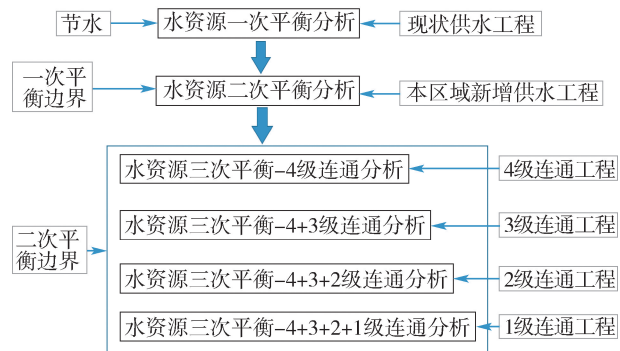 节水
水资源一次平衡分析
现状供水工程
一次平
衡边界
水资源二次平衡分析
本区域新增供水工程
水资源三次平衡-4级连通分析
4级连通工程
水资源三次平衡-4+3级连通分析
3级连通工程
二次平
衡边界
水资源三次平衡-4+3+2级连通分析
2级连通工程
水资源三次平衡-4+3+2+1级连通分析
1级连通工程